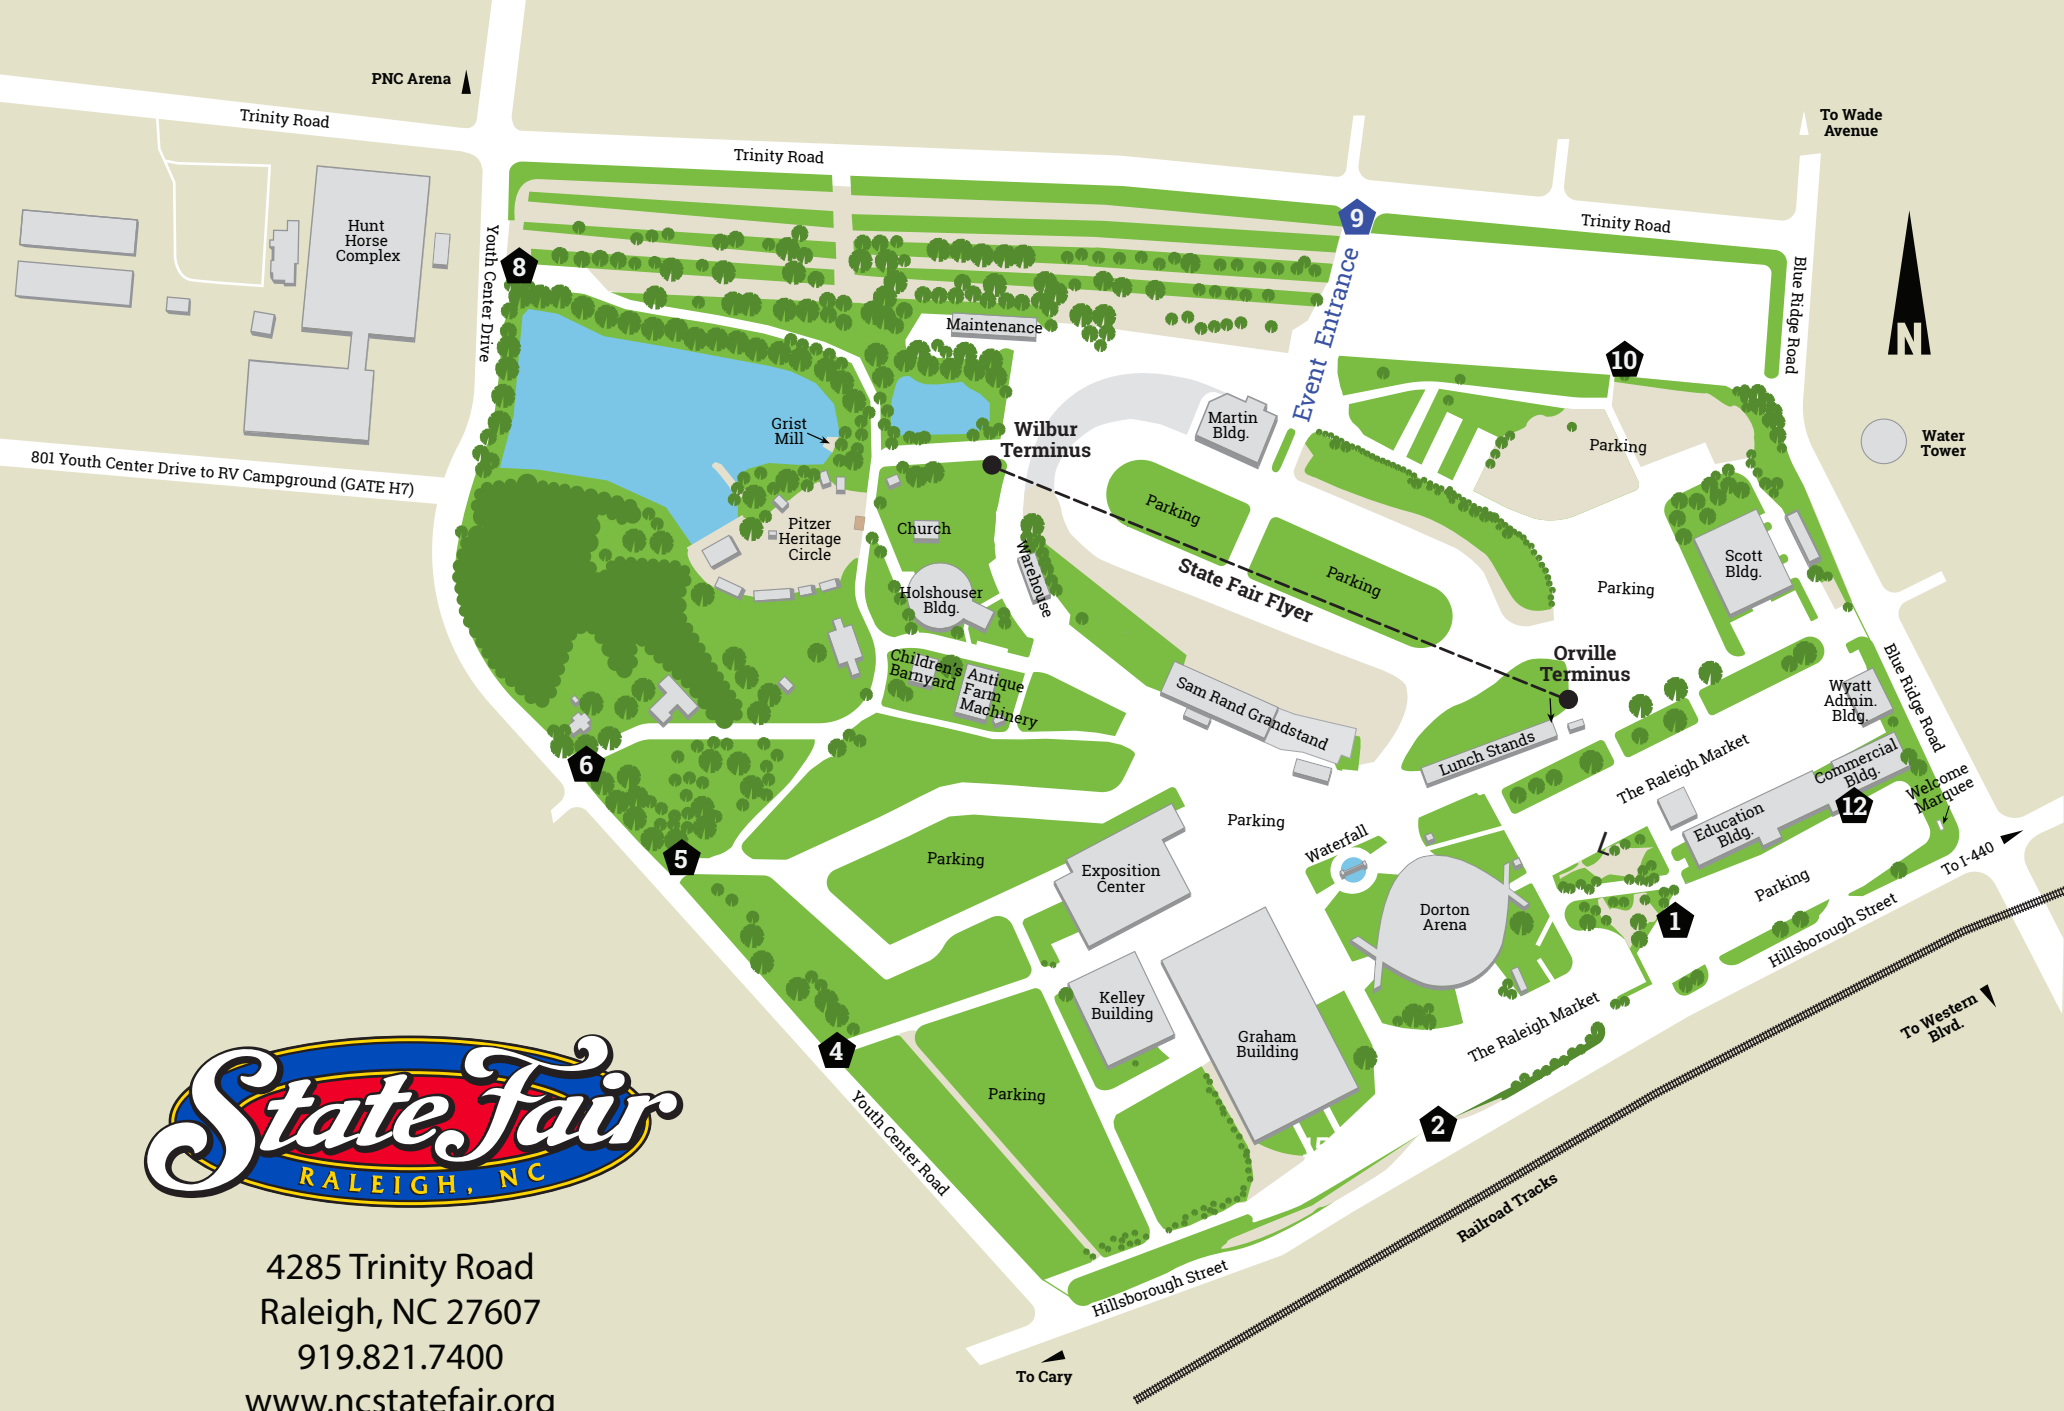 PNC Arena
To Wade
Avenue
Trinity Road
Trinity Road
Trinity Road
Hunt
Horse
Complex
Youth Center Drive
8
9
Event Entrance
Blue Ridge Road
N
Maintenance
10
Grist
Mill
Wilbur
Terminus
Martin
Bldg.
Parking
Water
Tower
801 Youth Center Drive to RV Campground (GATE H7)
Pitzer
Heritage
Circle
Church
Parking
Warehouse
State Fair Flyer
Parking
Parking
Scott
Bldg.
Holshouser
Bldg.
Children's
Barnyard
Antique
Farm
Machinery
Sam Rand Grandstand
Orville
Terminus
Lunch Stands
Wyatt
Admin.
Bldg.
Blue Ridge Road
6
The Raleigh Market
Commercial
Bldg.
Welcome
Marquee
12
Education
Bldg.
Parking
Waterfall
5
Parking
Exposition
Center
Dorton
Arena
1
Parking
Hillsborough Street
To I-440
Kelley
Building
Graham
Building
The Raleigh Market
To Western
Blvd.
4
Parking
2
Youth Center Road
Railroad Tracks
Hillsborough Street
To Cary
State Fair
RALEIGH, NC
4285 Trinity Road
Raleigh, NC 27607
919.821.7400
www.ncstatefair.org